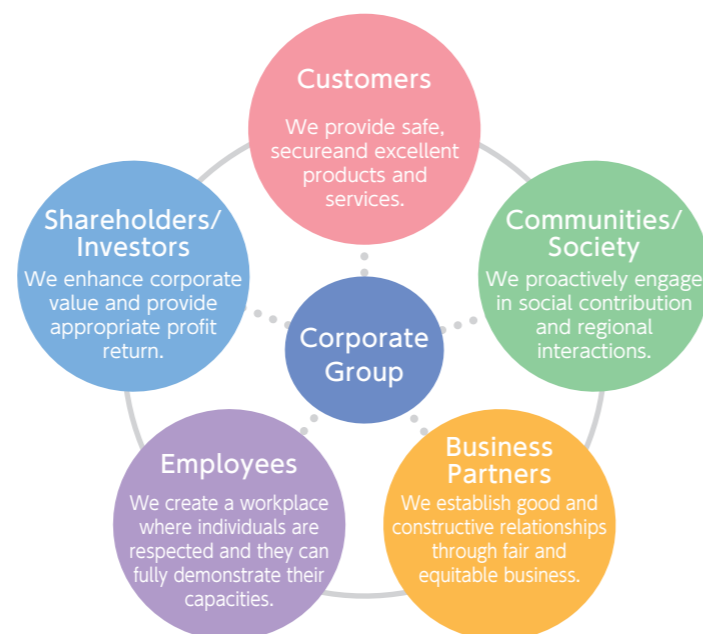 Customers
We provide safe,
secureand excellent
products and
services.
Shareholders/
Investors
We enhance corporate
value and provide
appropriate profit
return.
Communities/
Society
We proactively engage
in social contribution
and regional
interactions.
Corporate
Group
Employees
We create a workplace
where individuals are
respected and they can
fully demonstrate their
capacities.
Business
Partners
We establish good and
constructive relationships
through fair and
equitable business.